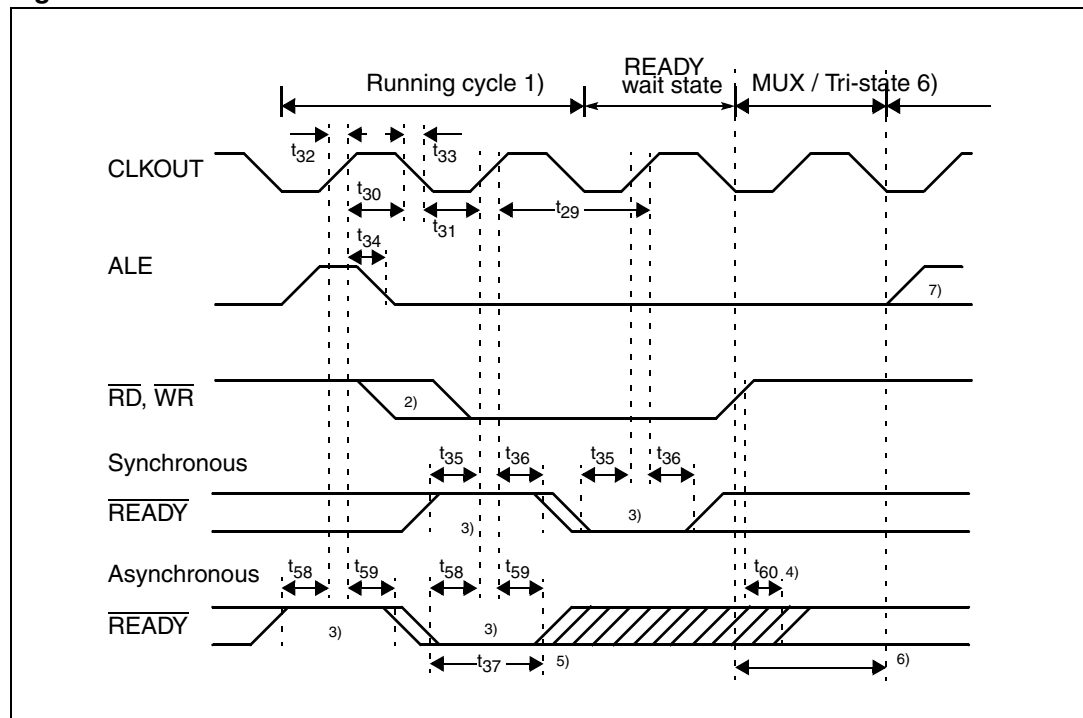 Running cycle 1)
READY
wait state
MUX / Tri-state 6)
CLKOUT
t32
t33
t30
t31
t29
ALE
t34
7)
RD, WR
2)
Synchronous
t35
t36
t35
t36
READY
3)
3)
Asynchronous
t58
t59
t58
t59
t60 4)
READY
3)
3)
t37
5)
6)